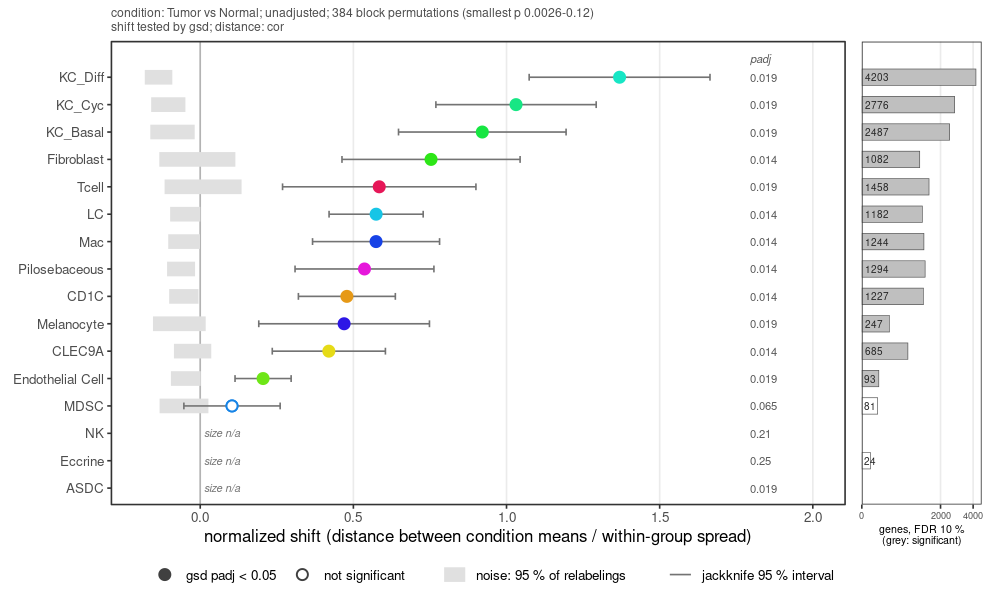 condition: Tumor vs Normal; unadjusted; 384 block permutations (smallest p 0.0026-0.12)
shift tested by gsd; distance: cor
padj
KC_Diff 0.019 4203
KC_Cyc 0.019 2776
KC_Basal 0.019 2487
Fibroblast 0.014 1082
Tcell 0.019 1458
LC 0.014 1182
Mac 0.014 1244
Pilosebaceous 0.014 1294
CD1C 0.014 1227
Melanocyte 0.019 247
CLEC9A 0.014 685
Endothelial Cell 0.019 93
MDSC 0.065 81
NK size n/a 0.21
Eccrine size n/a 0.25 24
ASDC size n/a 0.019
0.0 0.5 1.0 1.5 2.0 0 2000 4000
normalized shift (distance between condition means / within-group spread)
genes, FDR 10 %
(grey: significant)
gsd padj < 0.05 not significant noise: 95 % of relabelings jackknife 95 % interval